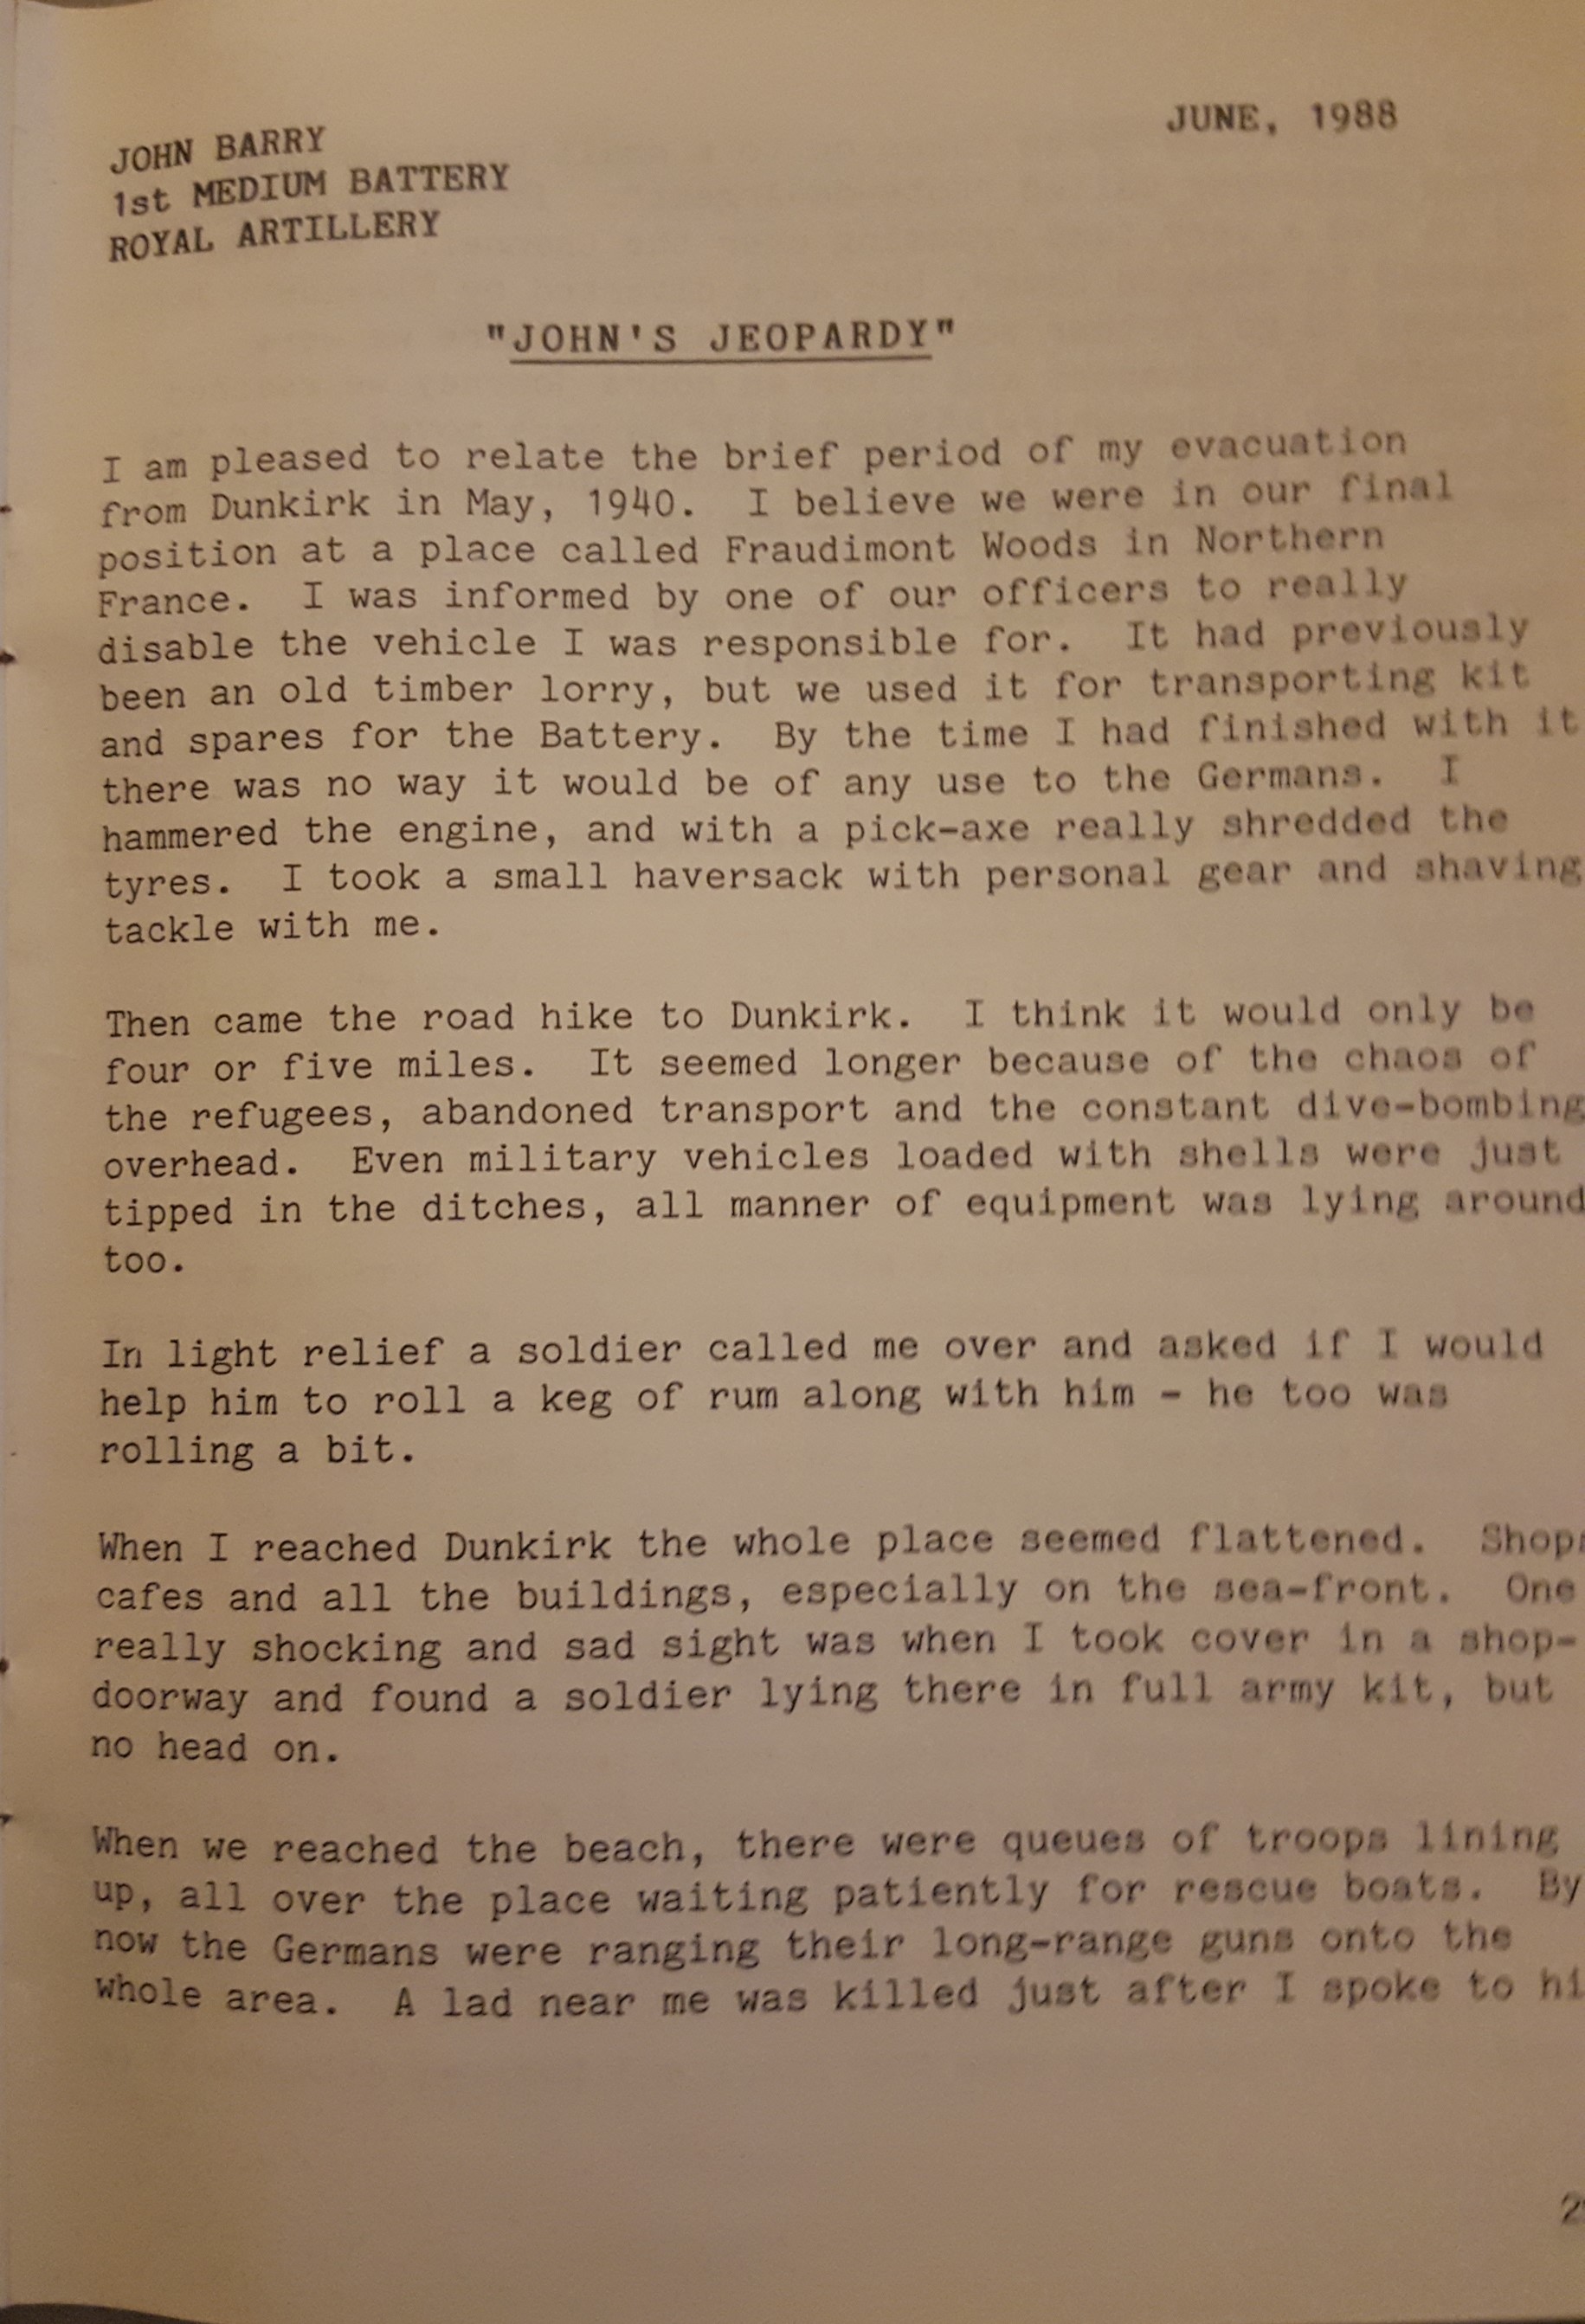 JUNE, 1988
JOHN BARRY
1st MEDIUM BATTERY
ROYAL ARTILLERY
"JOHN'S JEOPARDY"
I am pleased to relate the brief period of my evacuation
from Dunkirk in May, 1940. I believe we were in our final
position at a place called Fraudimont Woods in Northern
France. I was informed by one of our officers to really
disable the vehicle I was responsible for. It had previously
been an old timber lorry, but we used it for transporting kit
and spares for the Battery. By the time I had finished with it
there was no way it would be of any use to the Germans. I
hammered the engine, and with a pick-axe really shredded the
tyres. I took a small haversack with personal gear and shaving
tackle with me.
Then came the road hike to Dunkirk. I think it would only be
four or five miles. It seemed longer because of the chaos of
the refugees, abandoned transport and the constant dive-bombing
overhead. Even military vehicles loaded with shells were just
tipped in the ditches, all manner of equipment was lying around
too.
In light relief a soldier called me over and asked if I would
help him to roll a keg of rum along with him - he too was
rolling a bit.
When I reached Dunkirk the whole place seemed flattened. Shops
cafes and all the buildings, especially on the sea-front. One
really shocking and sad sight was when I took cover in a shop-
doorway and found a soldier lying there in full army kit, but
no head on.
When we reached the beach, there were queues of troops lining
up, all over the place waiting patiently for rescue boats. By
now the Germans were ranging their long-range guns onto the
whole area. A lad near me was killed just after I spoke to